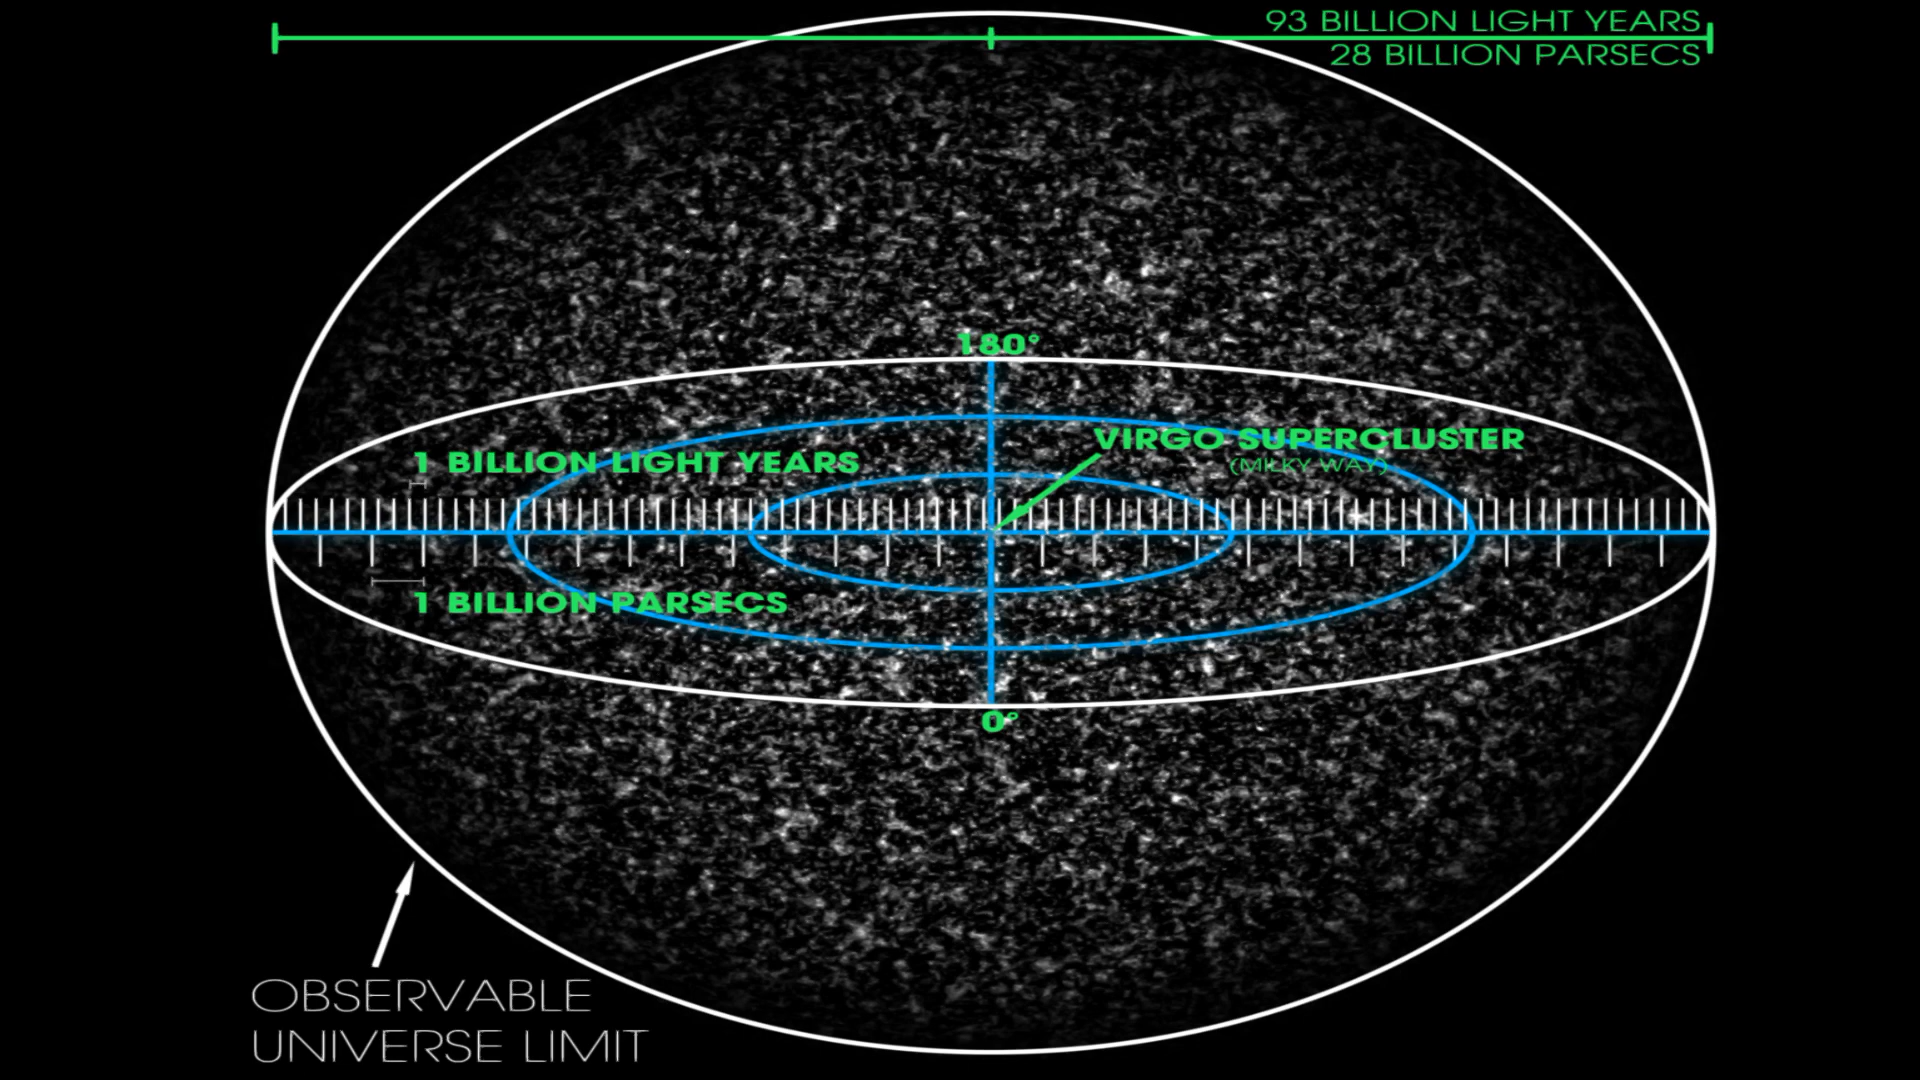 93 BILLION LIGHT YEARS
28 BILLION PARSECS
180°
VIRGO SUPERCLUSTER
(MILKY WAY)
1 BILLION LIGHT YEARS
1 BILLION PARSECS
0°
OBSERVABLE
UNIVERSE LIMIT